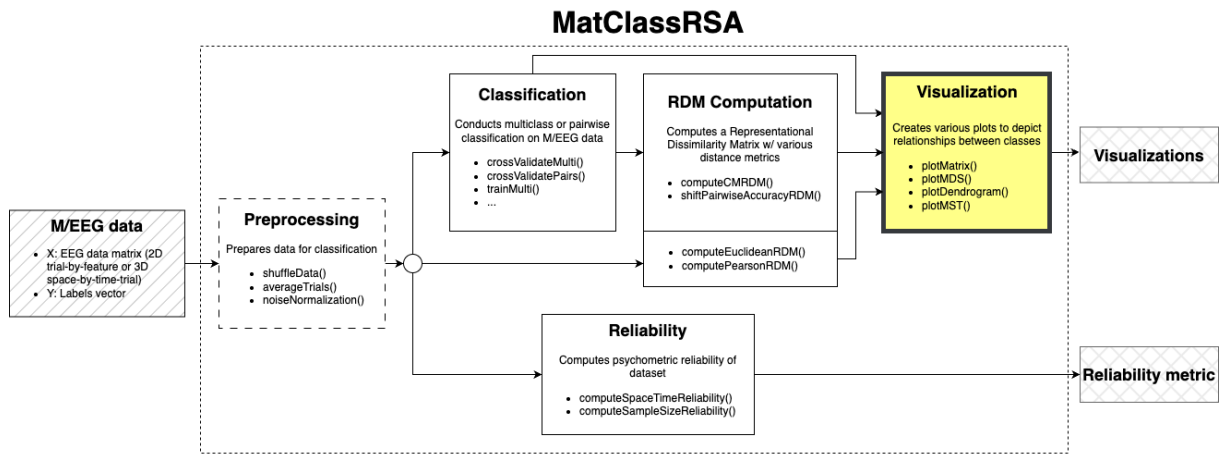 MatClassRSA
M/EEG data
• X: EEG data matrix (2D
trial-by-feature or 3D
space-by-time-trial)
• Y: Labels vector
Preprocessing
Prepares data for classification
• shuffleData()
• averageTrials()
• noiseNormalization()
Classification
Conducts multiclass or pairwise
classification on M/EEG data
• crossValidateMulti()
• crossValidatePairs()
• trainMulti()
• ...
RDM Computation
Computes a Representational
Dissimilarity Matrix w/ various
distance metrics
• computeCMRDM()
• shiftPairwiseAccuracyRDM()
• computeEuclideanRDM()
• computePearsonRDM()
Visualization
Creates various plots to depict
relationships between classes
• plotMatrix()
• plotMDS()
• plotDendrogram()
• plotMST()
Visualizations
Reliability
Computes psychometric reliability of
dataset
• computeSpaceTimeReliability()
• computeSampleSizeReliability()
Reliability metric